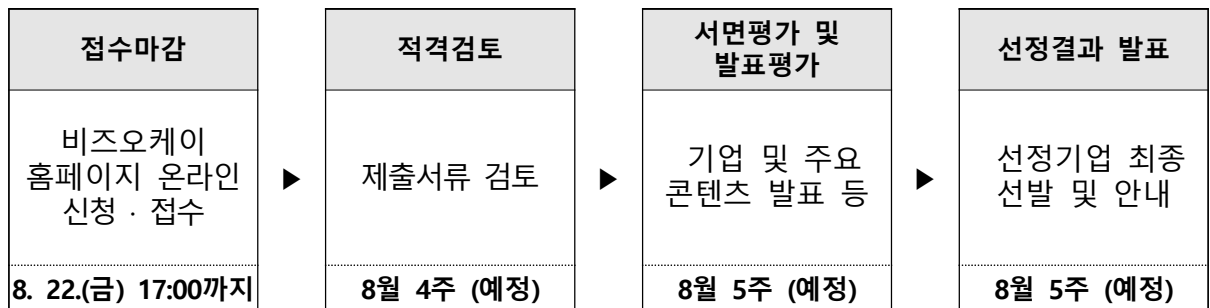 접수마감
비즈오케이
홈페이지 온라인
신청 · 접수
8. 22.(금) 17:00까지
▶
적격검토
제출서류 검토
8월 4주 (예정)
▶
서면평가 및
발표평가
기업 및 주요
콘텐츠 발표 등
8월 5주 (예정)
▶
선정결과 발표
선정기업 최종
선발 및 안내
8월 5주 (예정)